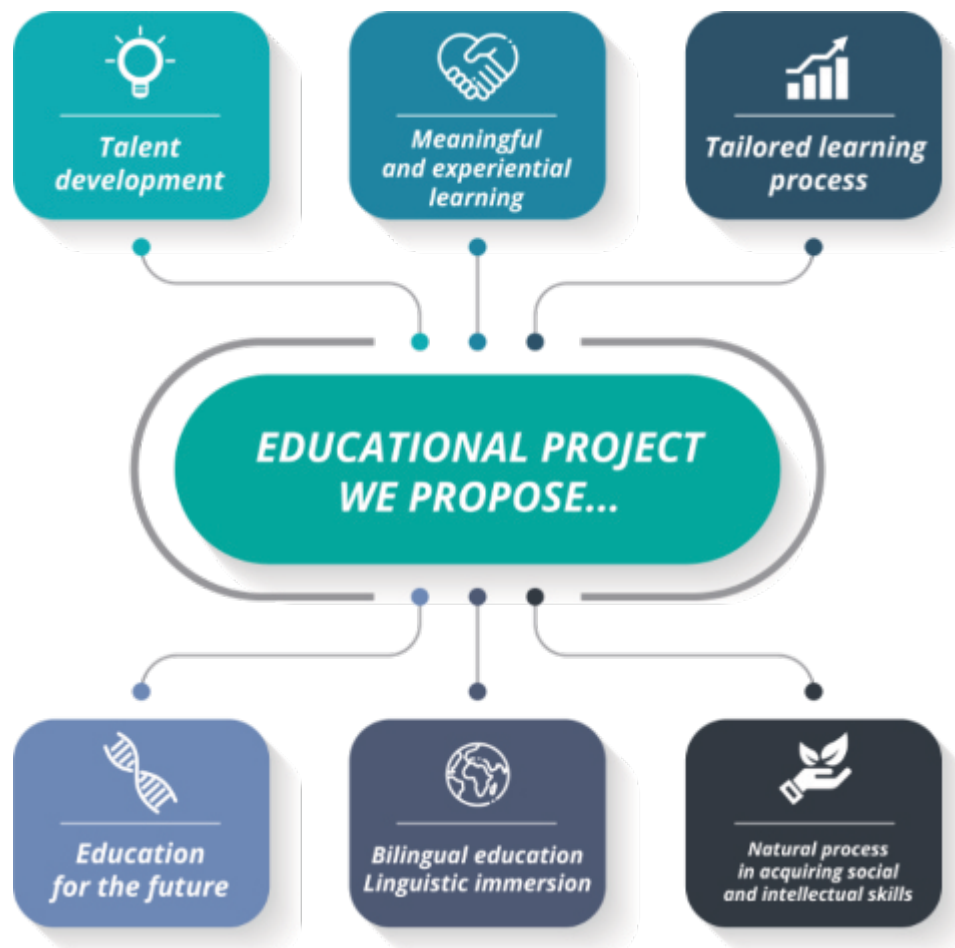 Talent
development
Meaningful
and experiential
learning
Tailored learning
process
EDUCATIONAL PROJECT
WE PROPOSE...
Education
for the future
Bilingual education
Linguistic immersion
Natural process
in acquiring social
and intellectual skills